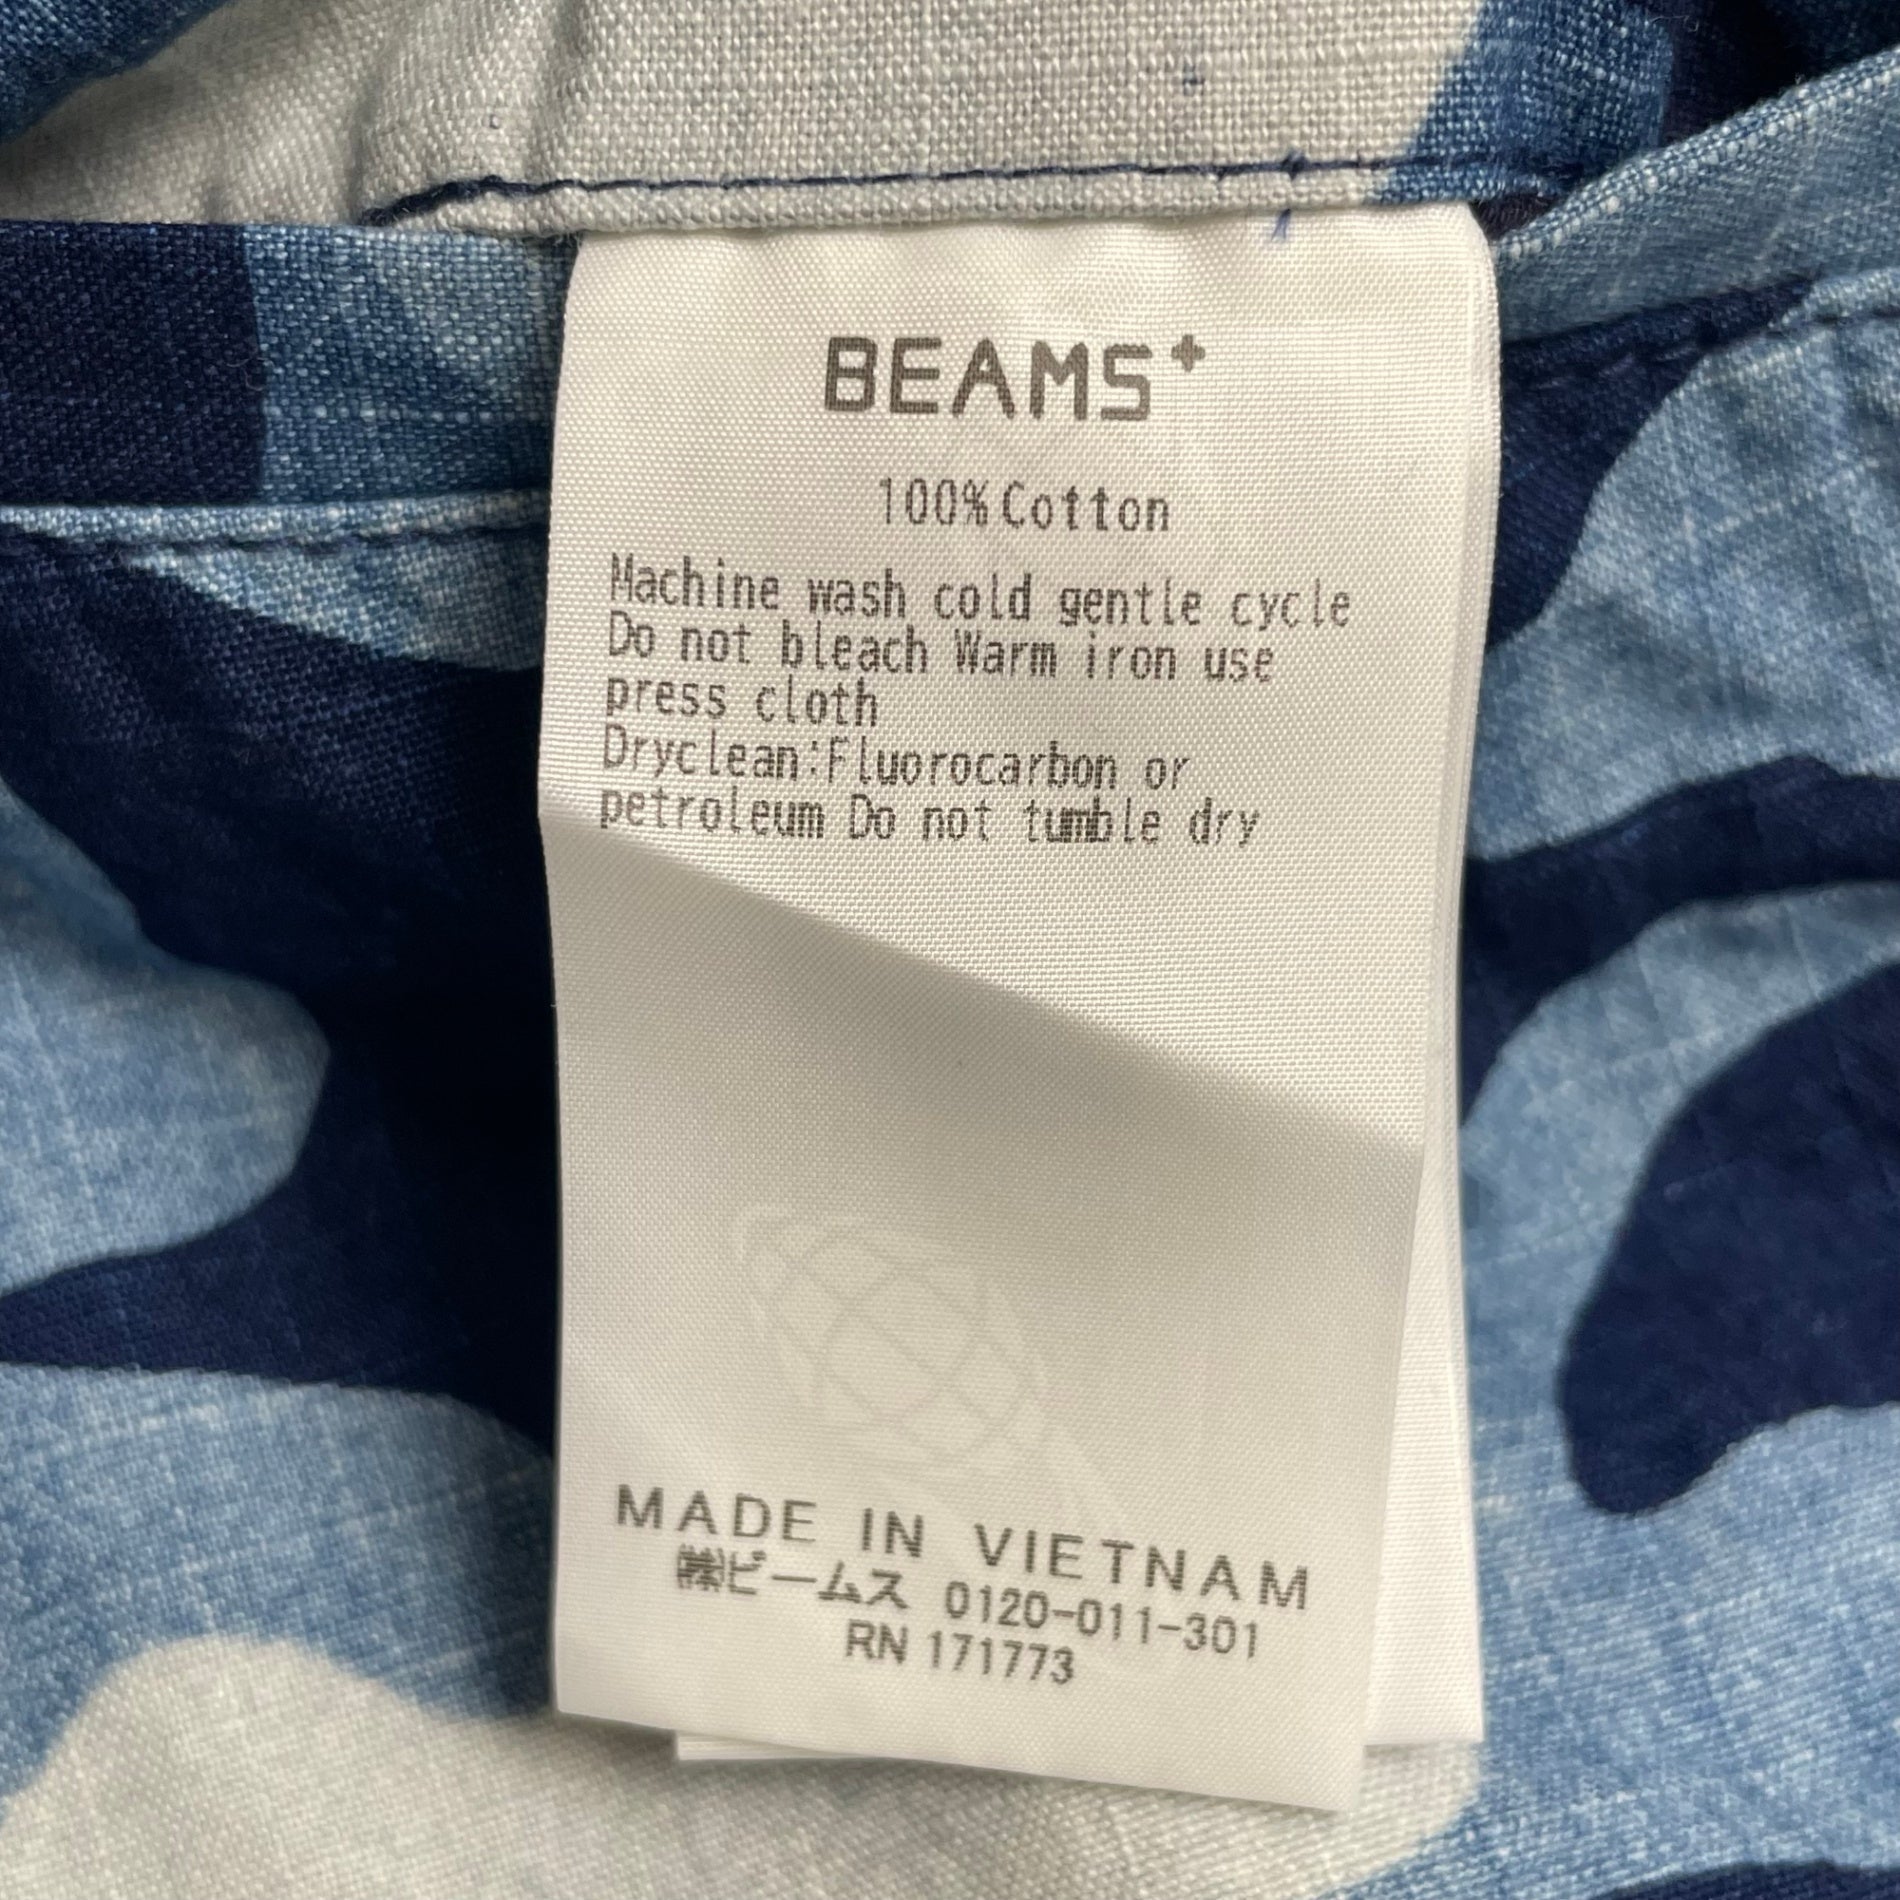 BEAMS+
100%Cotton
Machine wash cold gentle cycle
Do not bleach Warm iron use
press cloth
Dryclean:Fluorocarbon or
petroleum Do not tumble dry
MADE IN VIETNAM
㈱ビームス 0120-011-301
RN 171773